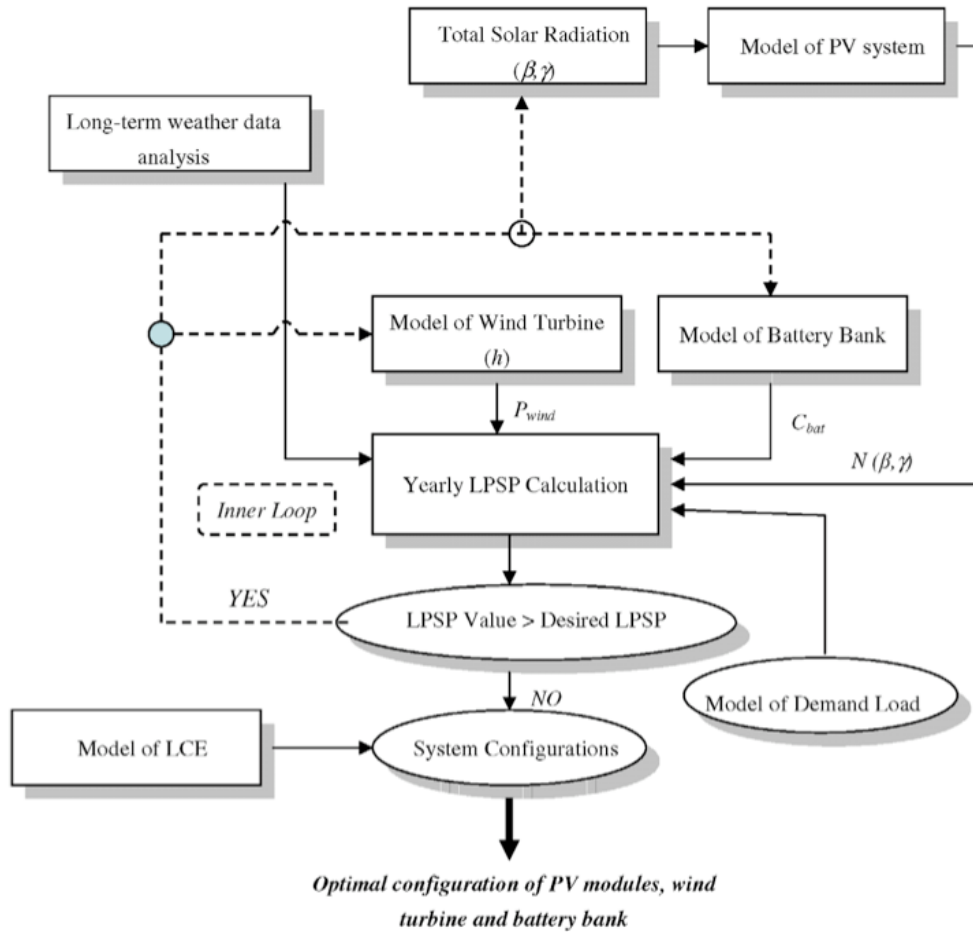 Total Solar Radiation
(β,γ)
Model of PV system
Long-term weather data
analysis
Model of Wind Turbine
(h)
Model of Battery Bank
P_wind
C_bat
N (β,γ)
Yearly LPSP Calculation
Inner Loop
YES
LPSP Value > Desired LPSP
NO
Model of Demand Load
Model of LCE
System Configurations
Optimal configuration of PV modules, wind
turbine and battery bank